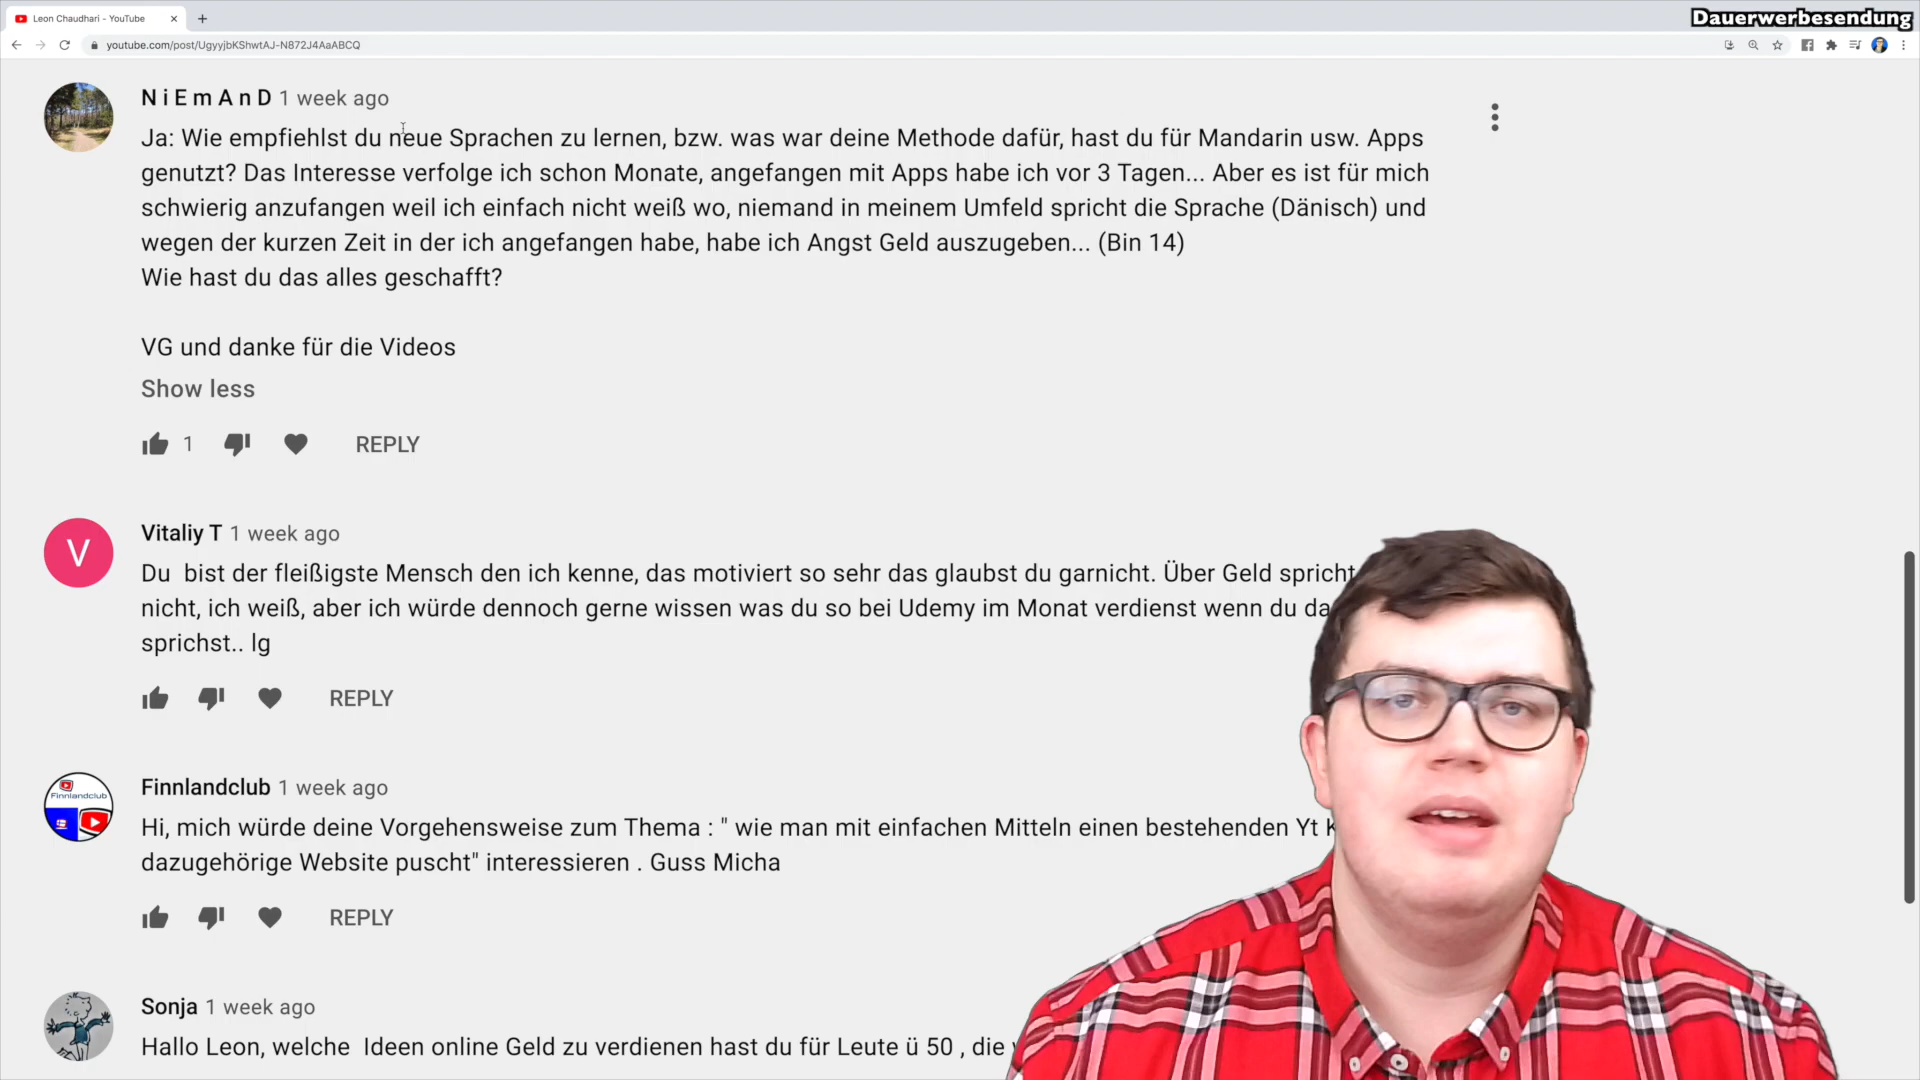 Leon Chaudhari - YouTube
Dauerwerbesendung
youtube.com/post/UgyyjbKShwtAJ-N872J4AaABCQ
N i E m A n D 1 week ago
Ja: Wie empfiehlst du neue Sprachen zu lernen, bzw. was war deine Methode dafür, hast du für Mandarin usw. Apps
genutzt? Das Interesse verfolge ich schon Monate, angefangen mit Apps habe ich vor 3 Tagen... Aber es ist für mich
schwierig anzufangen weil ich einfach nicht weiß wo, niemand in meinem Umfeld spricht die Sprache (Dänisch) und
wegen der kurzen Zeit in der ich angefangen habe, habe ich Angst Geld auszugeben... (Bin 14)
Wie hast du das alles geschafft?
VG und danke für die Videos
Show less
1 REPLY
Vitaliy T 1 week ago
V
Du bist der fleißigste Mensch den ich kenne, das motiviert so sehr das glaubst du garnicht. Über Geld spricht
nicht, ich weiß, aber ich würde dennoch gerne wissen was du so bei Udemy im Monat verdienst wenn du da
sprichst.. lg
REPLY
Finnlandclub 1 week ago
Finnlandclub
Hi, mich würde deine Vorgehensweise zum Thema : " wie man mit einfachen Mitteln einen bestehenden Yt
dazugehörige Website puscht" interessieren . Guss Micha
REPLY
Sonja 1 week ago
Hallo Leon, welche Ideen online Geld zu verdienen hast du für Leute ü 50 , die